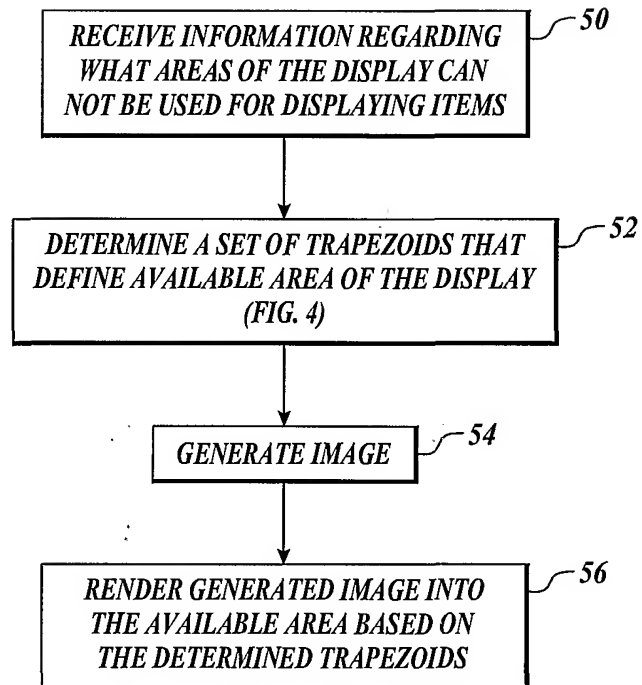 RECEIVE INFORMATION REGARDING
WHAT AREAS OF THE DISPLAY CAN
NOT BE USED FOR DISPLAYING ITEMS
50
DETERMINE A SET OF TRAPEZOIDS THAT
DEFINE AVAILABLE AREA OF THE DISPLAY
(FIG. 4)
52
GENERATE IMAGE
54
RENDER GENERATED IMAGE INTO
THE AVAILABLE AREA BASED ON
THE DETERMINED TRAPEZOIDS
56